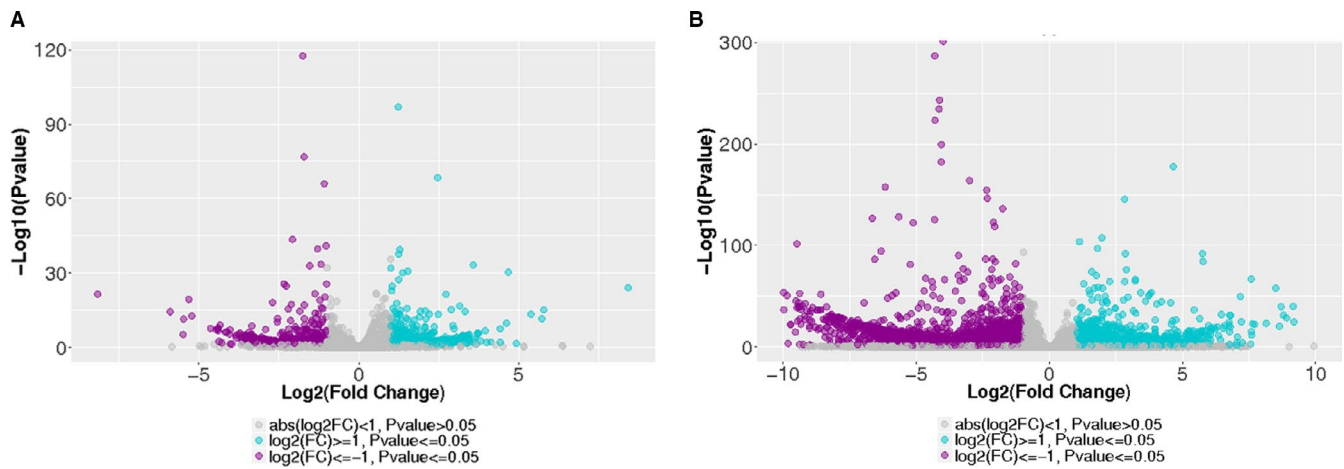 A
120
90
60
30
0
−Log10(Pvalue)
−5
0
5
Log2(Fold Change)
abs(log2FC)<1, Pvalue>0.05
log2(FC)>=1, Pvalue<=0.05
log2(FC)<=−1, Pvalue<=0.05
B
300
200
100
0
−Log10(Pvalue)
−10
−5
0
5
10
Log2(Fold Change)
abs(log2FC)<1, Pvalue>0.05
log2(FC)>=1, Pvalue<=0.05
log2(FC)<=−1, Pvalue<=0.05